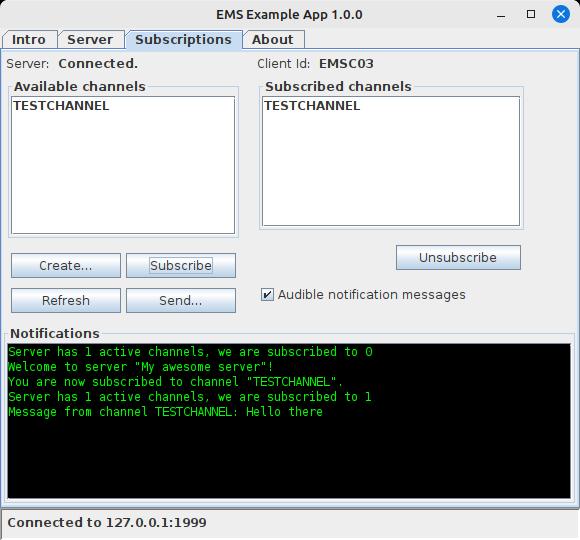 EMS Example App 1.0.0
Intro Server Subscriptions About
Server: Connected. Client Id: EMSC03
Available channels Subscribed channels
TESTCHANNEL TESTCHANNEL
Create... Subscribe Unsubscribe
Refresh Send... Audible notification messages
Notifications
Server has 1 active channels, we are subscribed to 0
Welcome to server "My awesome server"!
You are now subscribed to channel "TESTCHANNEL".
Server has 1 active channels, we are subscribed to 1
Message from channel TESTCHANNEL: Hello there
Connected to 127.0.0.1:1999